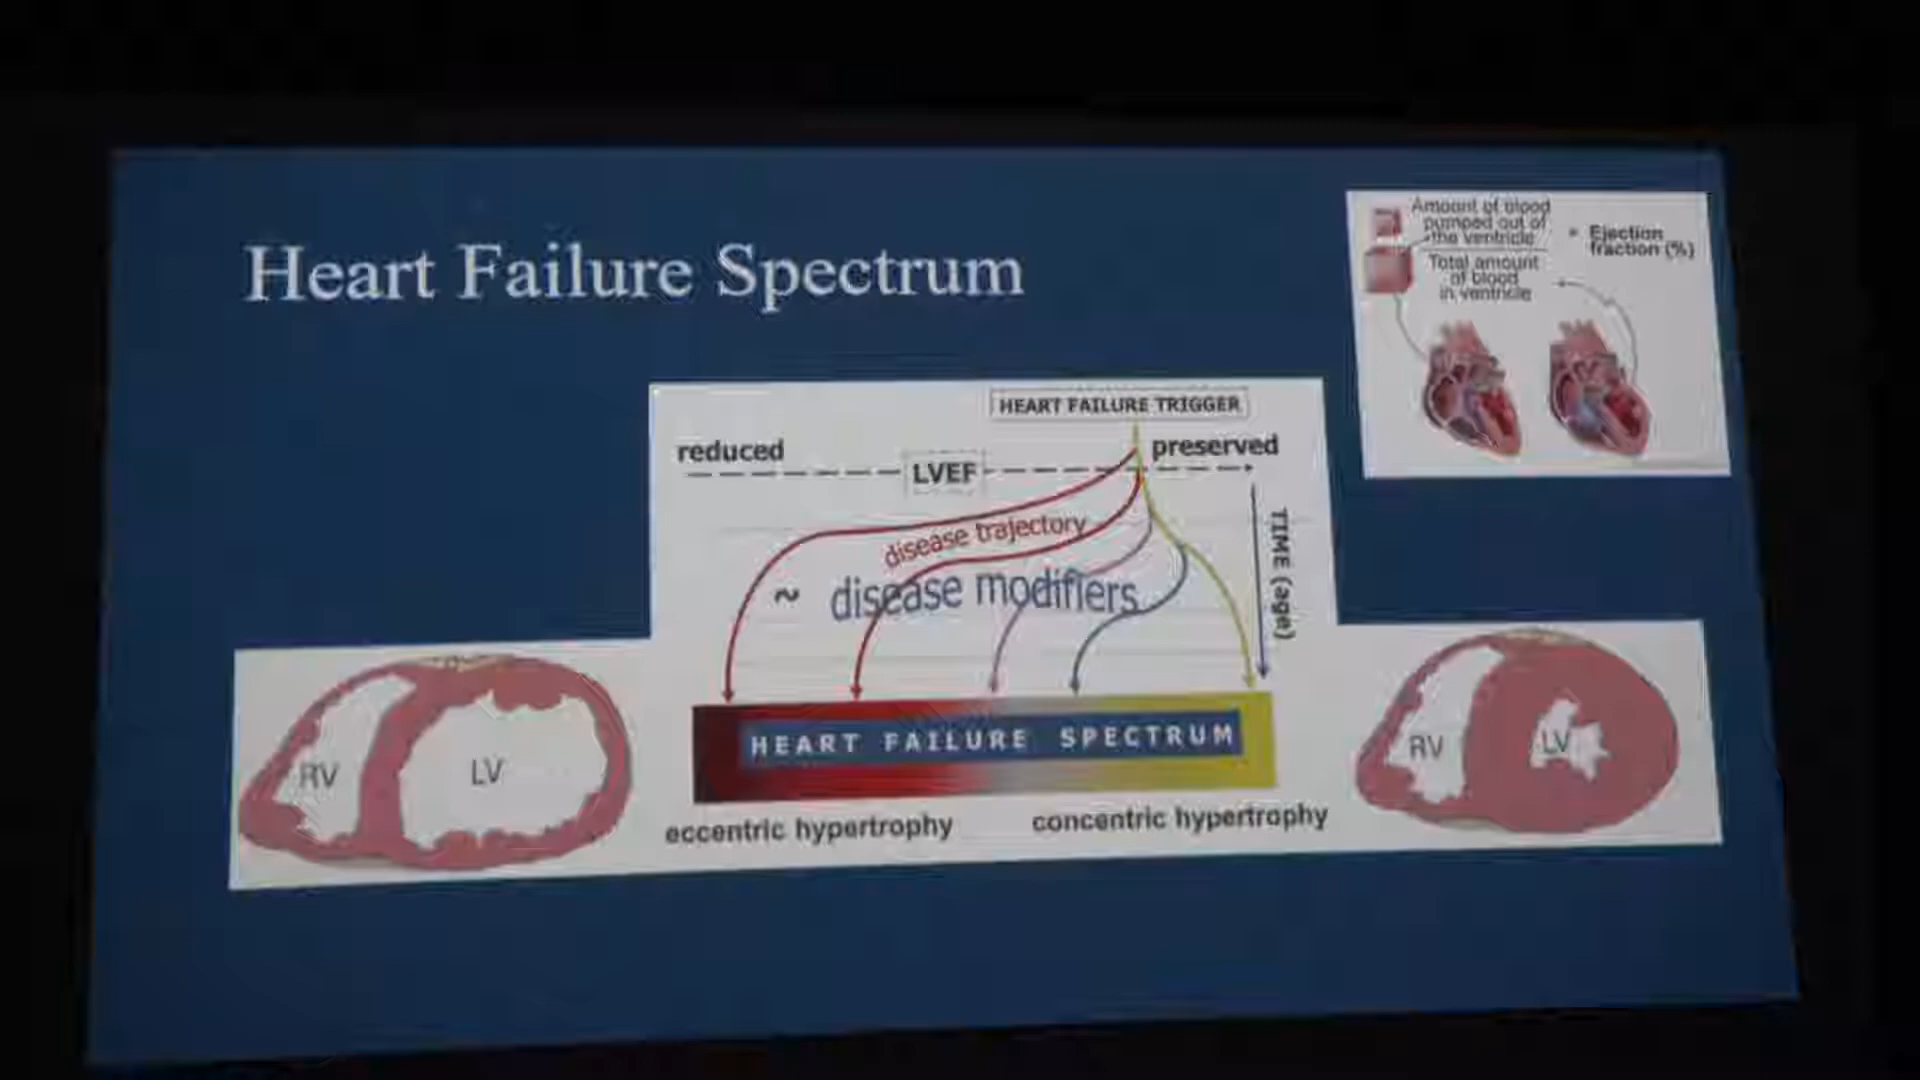 Heart Failure Spectrum
Amount of blood
pumped out of
the ventricle
Total amount
of blood
in ventricle
Ejection
fraction (%)
HEART FAILURE TRIGGER
reduced
preserved
LVEF
disease trajectory
~ disease modifiers
TIME (age)
HEART FAILURE SPECTRUM
eccentric hypertrophy
concentric hypertrophy
RV
LV
RV
LV